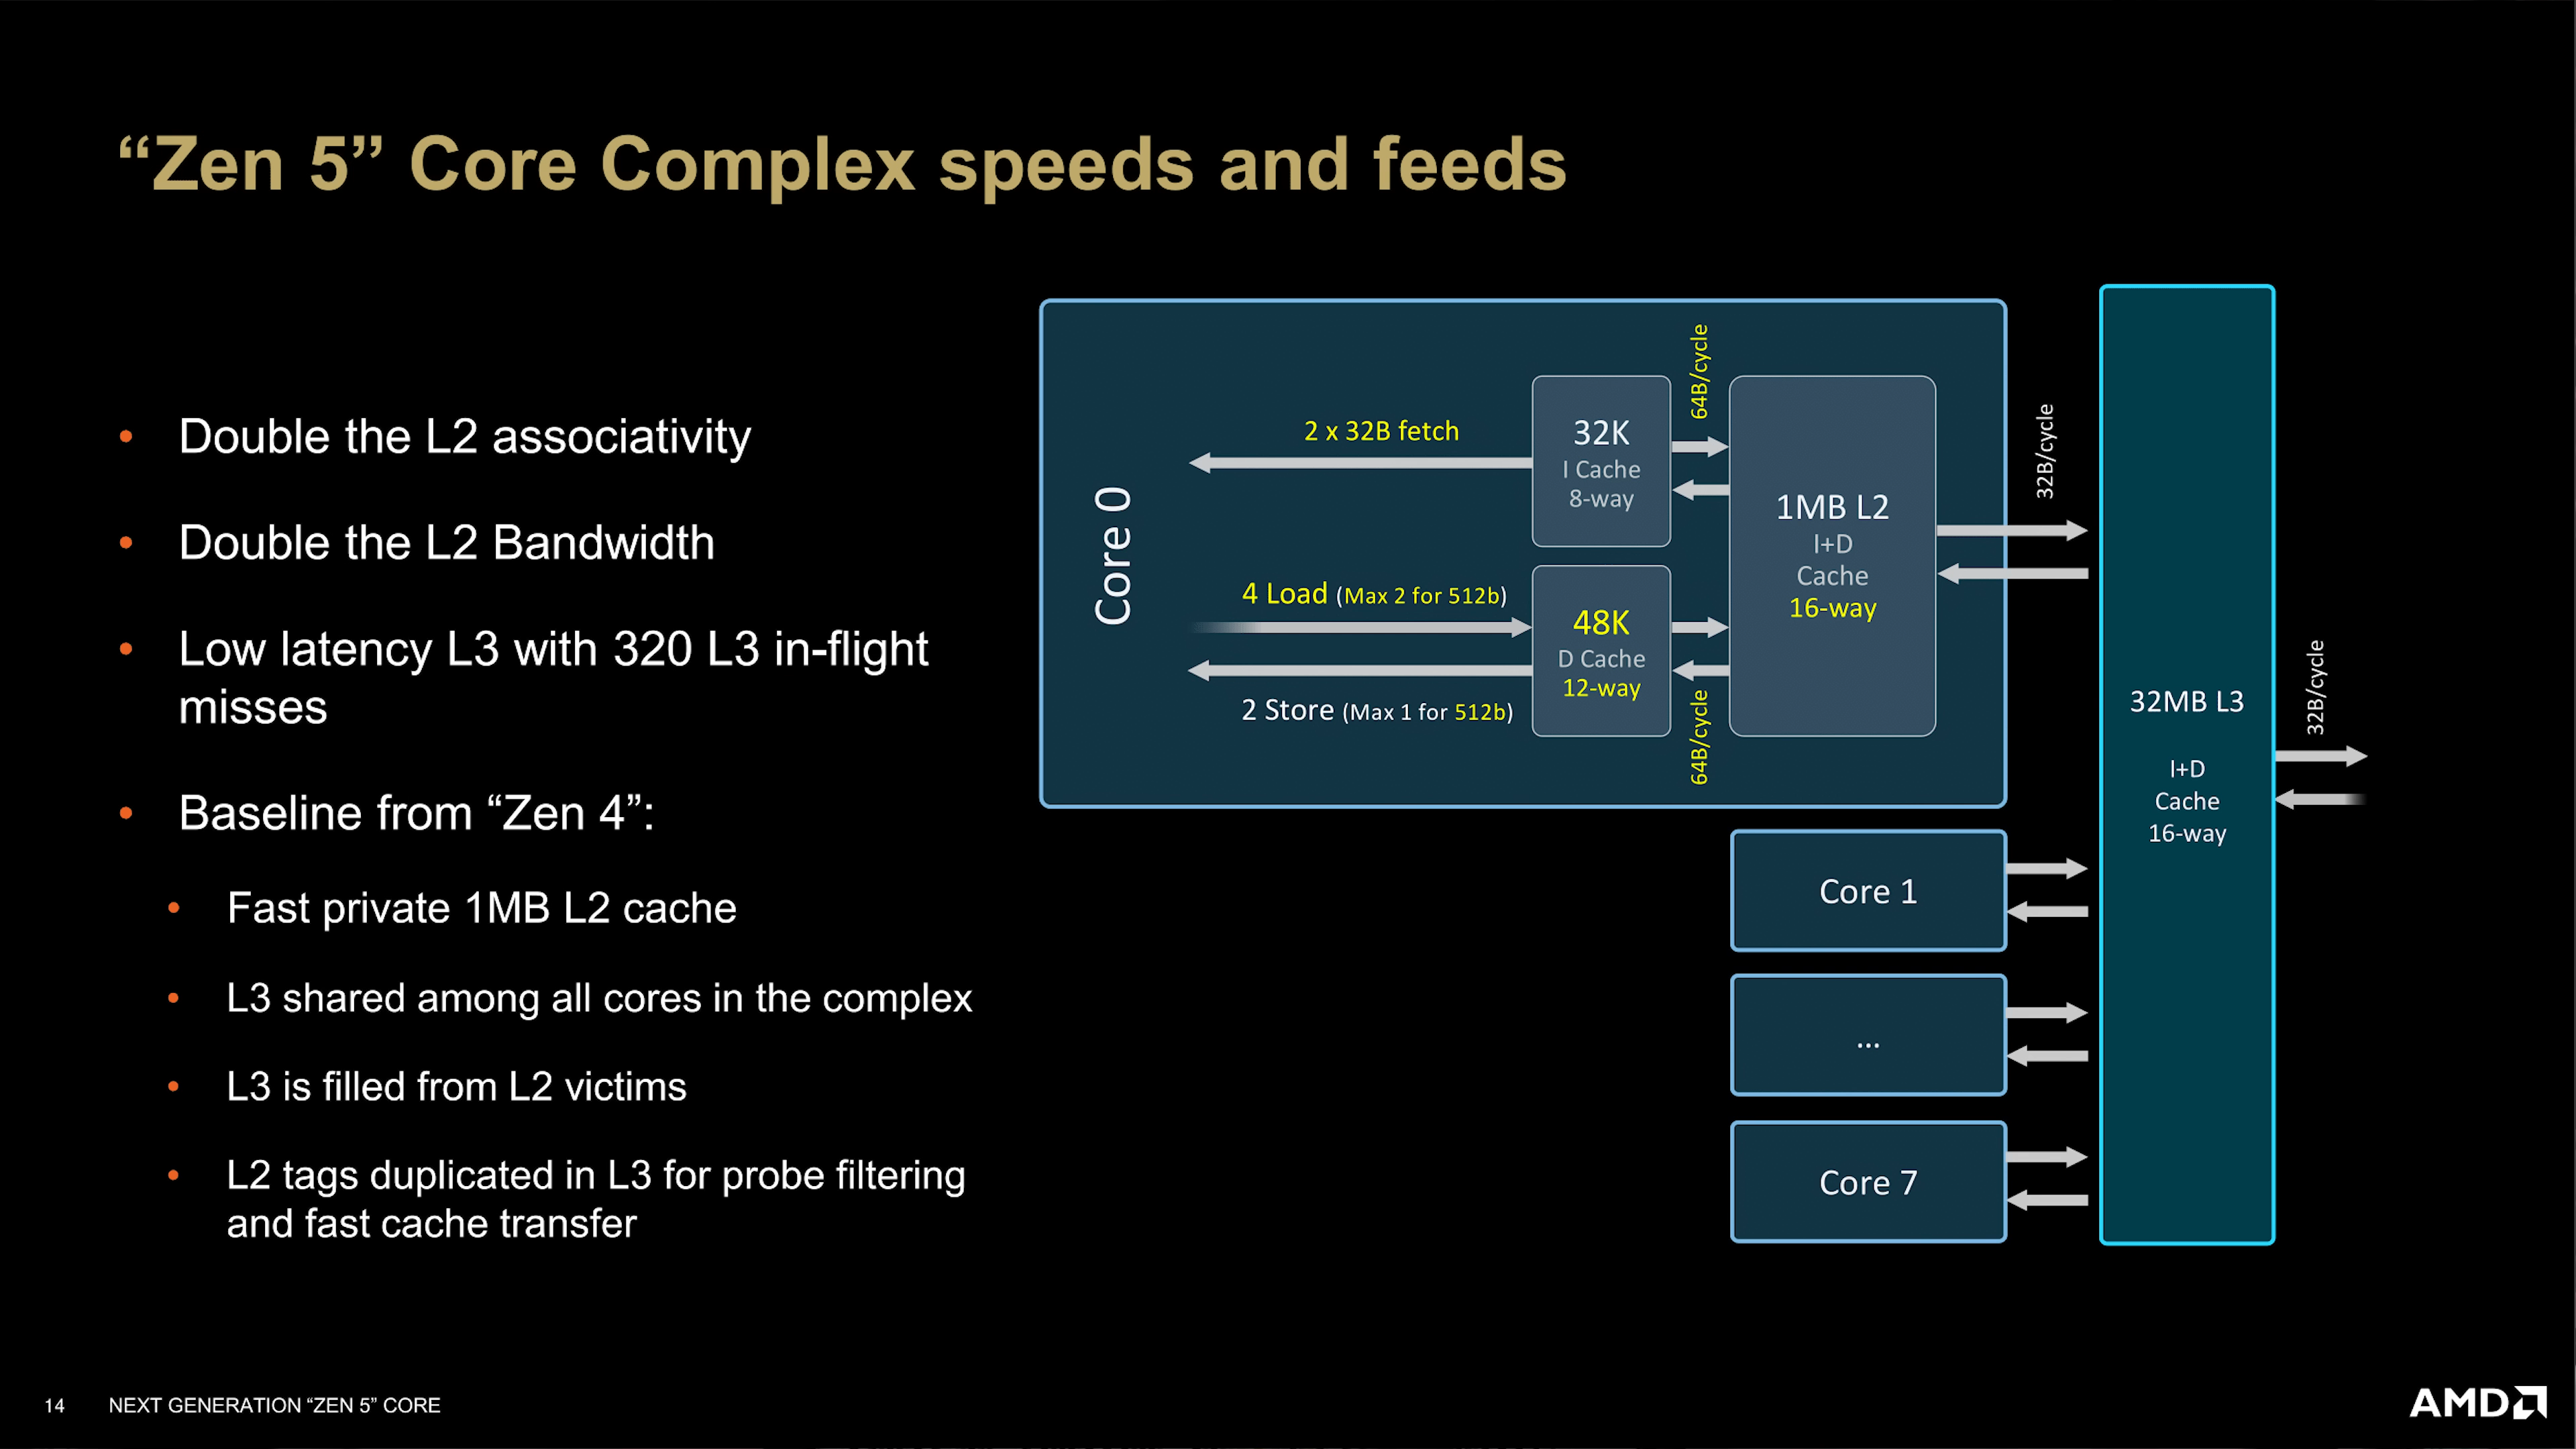 “Zen 5” Core Complex speeds and feeds
• Double the L2 associativity
• Double the L2 Bandwidth
• Low latency L3 with 320 L3 in-flight
misses
• Baseline from “Zen 4”:
• Fast private 1MB L2 cache
• L3 shared among all cores in the complex
• L3 is filled from L2 victims
• L2 tags duplicated in L3 for probe filtering
and fast cache transfer
Core 0
2 x 32B fetch
32K
I Cache
8-way
64B/cycle
4 Load (Max 2 for 512b)
2 Store (Max 1 for 512b)
48K
D Cache
12-way
64B/cycle
1MB L2
I+D
Cache
16-way
32B/cycle
Core 1
...
Core 7
32MB L3
I+D
Cache
16-way
32B/cycle
14 NEXT GENERATION “ZEN 5” CORE
AMD